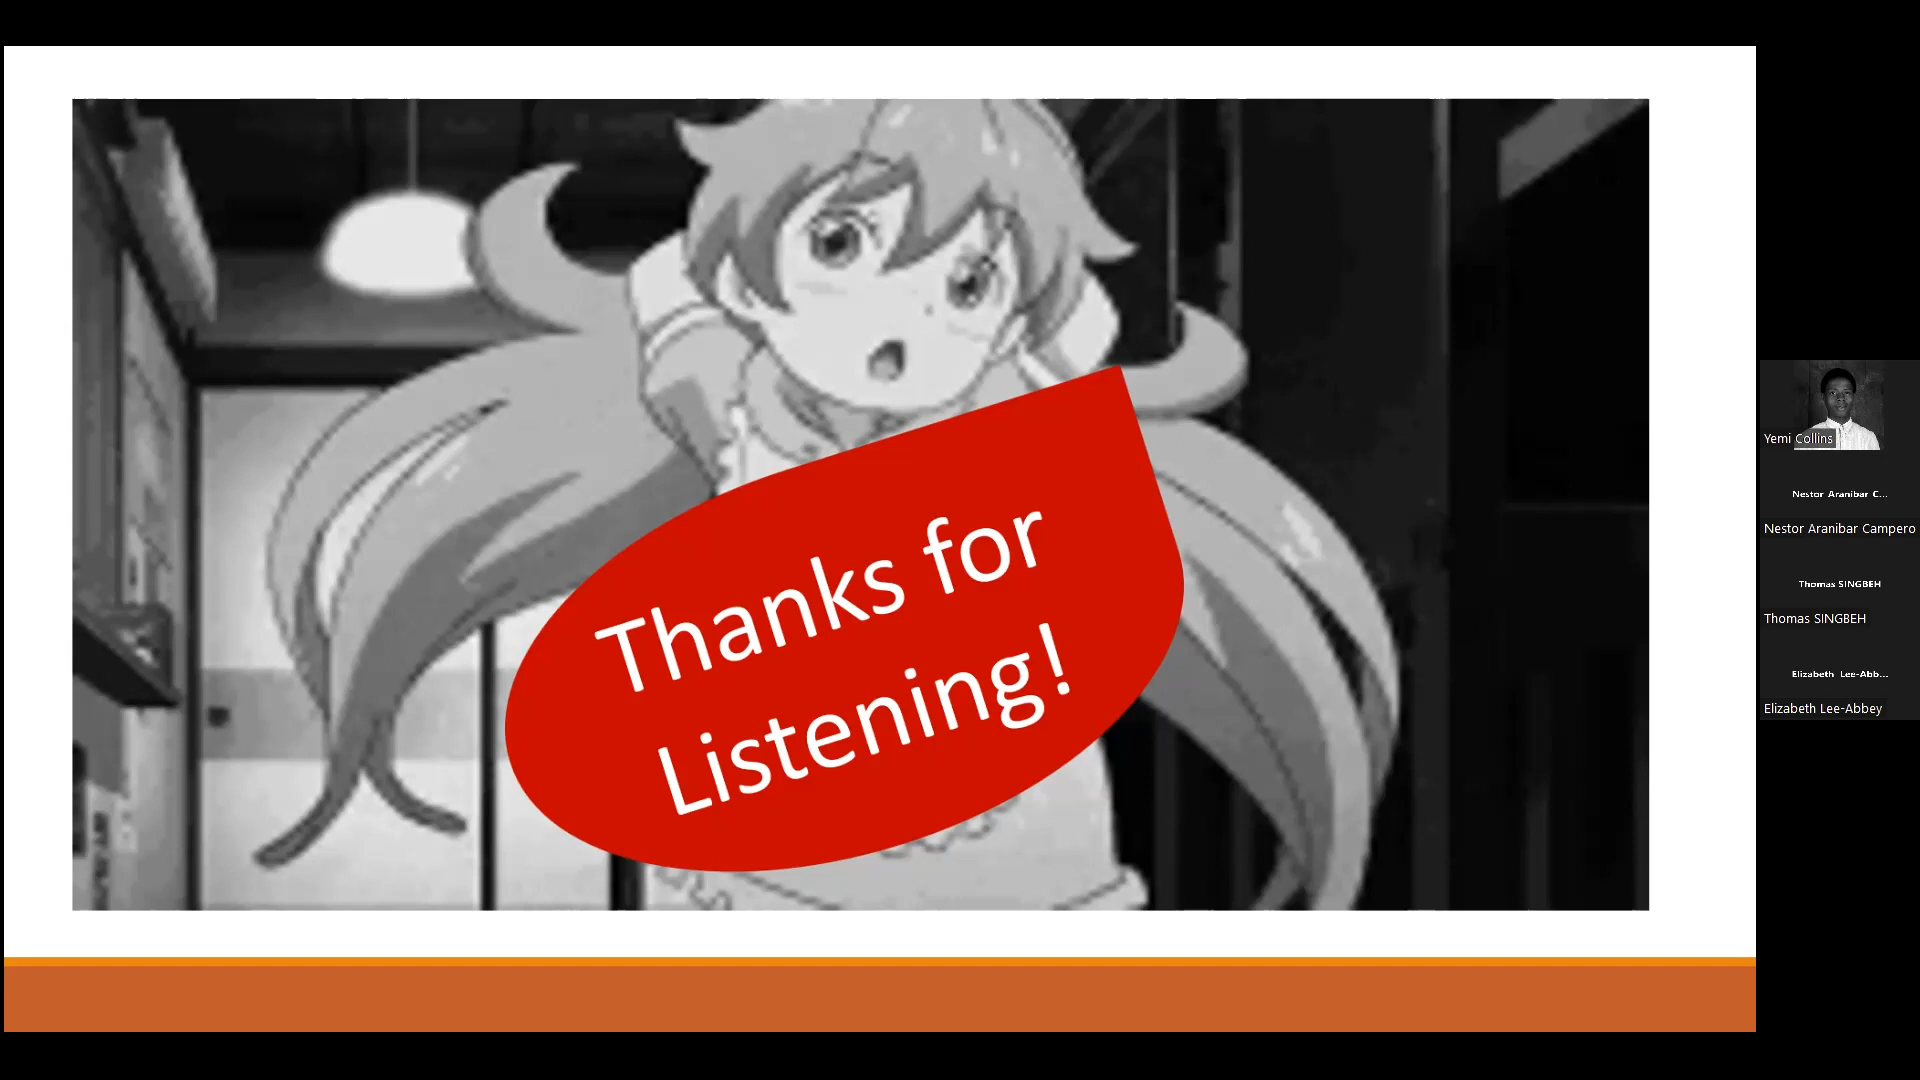 Thanks for
Listening!
Yemi Collins
Nestor Aranibar C...
Nestor Aranibar Campero
Thomas SINGBEH
Thomas SINGBEH
Elizabeth Lee-Abb...
Elizabeth Lee-Abbey